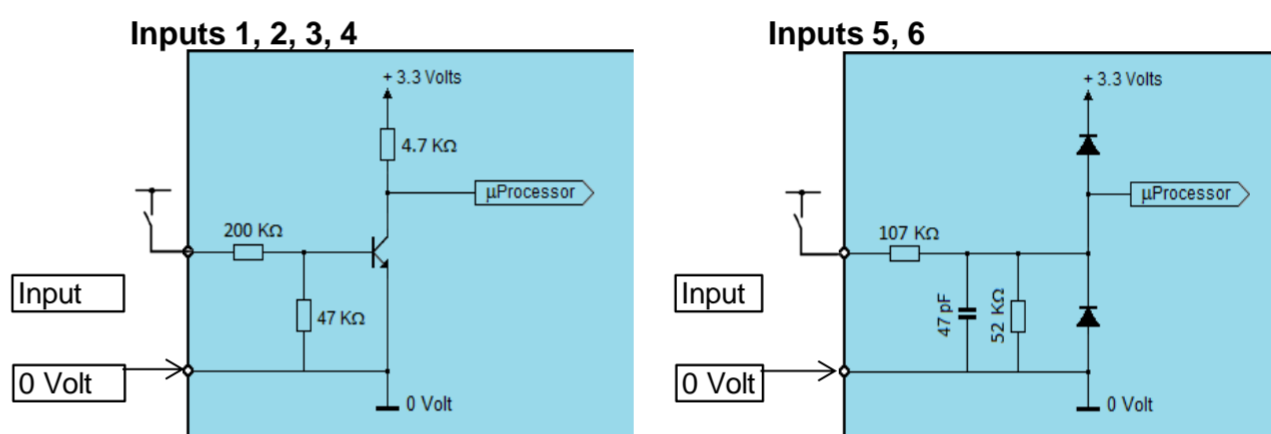 Inputs 1, 2, 3, 4
+ 3.3 Volts
4.7 KΩ
µProcessor
200 KΩ
47 KΩ
Input
0 Volt
0 Volt
Inputs 5, 6
+ 3.3 Volts
µProcessor
107 KΩ
47 pF
52 KΩ
Input
0 Volt
0 Volt